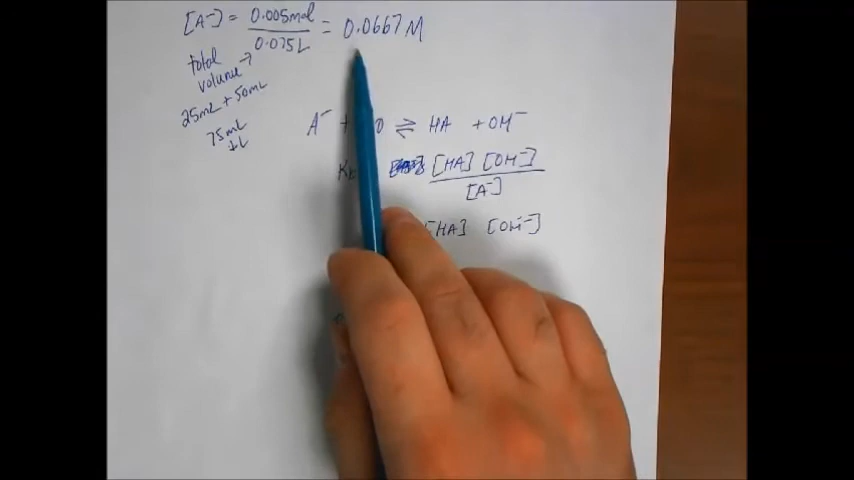 [A⁻] = 0.005mol / 0.075L = 0.0667 M
total
volume →
25mL + 50mL
75mL
↓L
A⁻ + O ⇌ HA + OH⁻
K [HA] [OH⁻] / [A⁻]
[HA] [OH⁻]